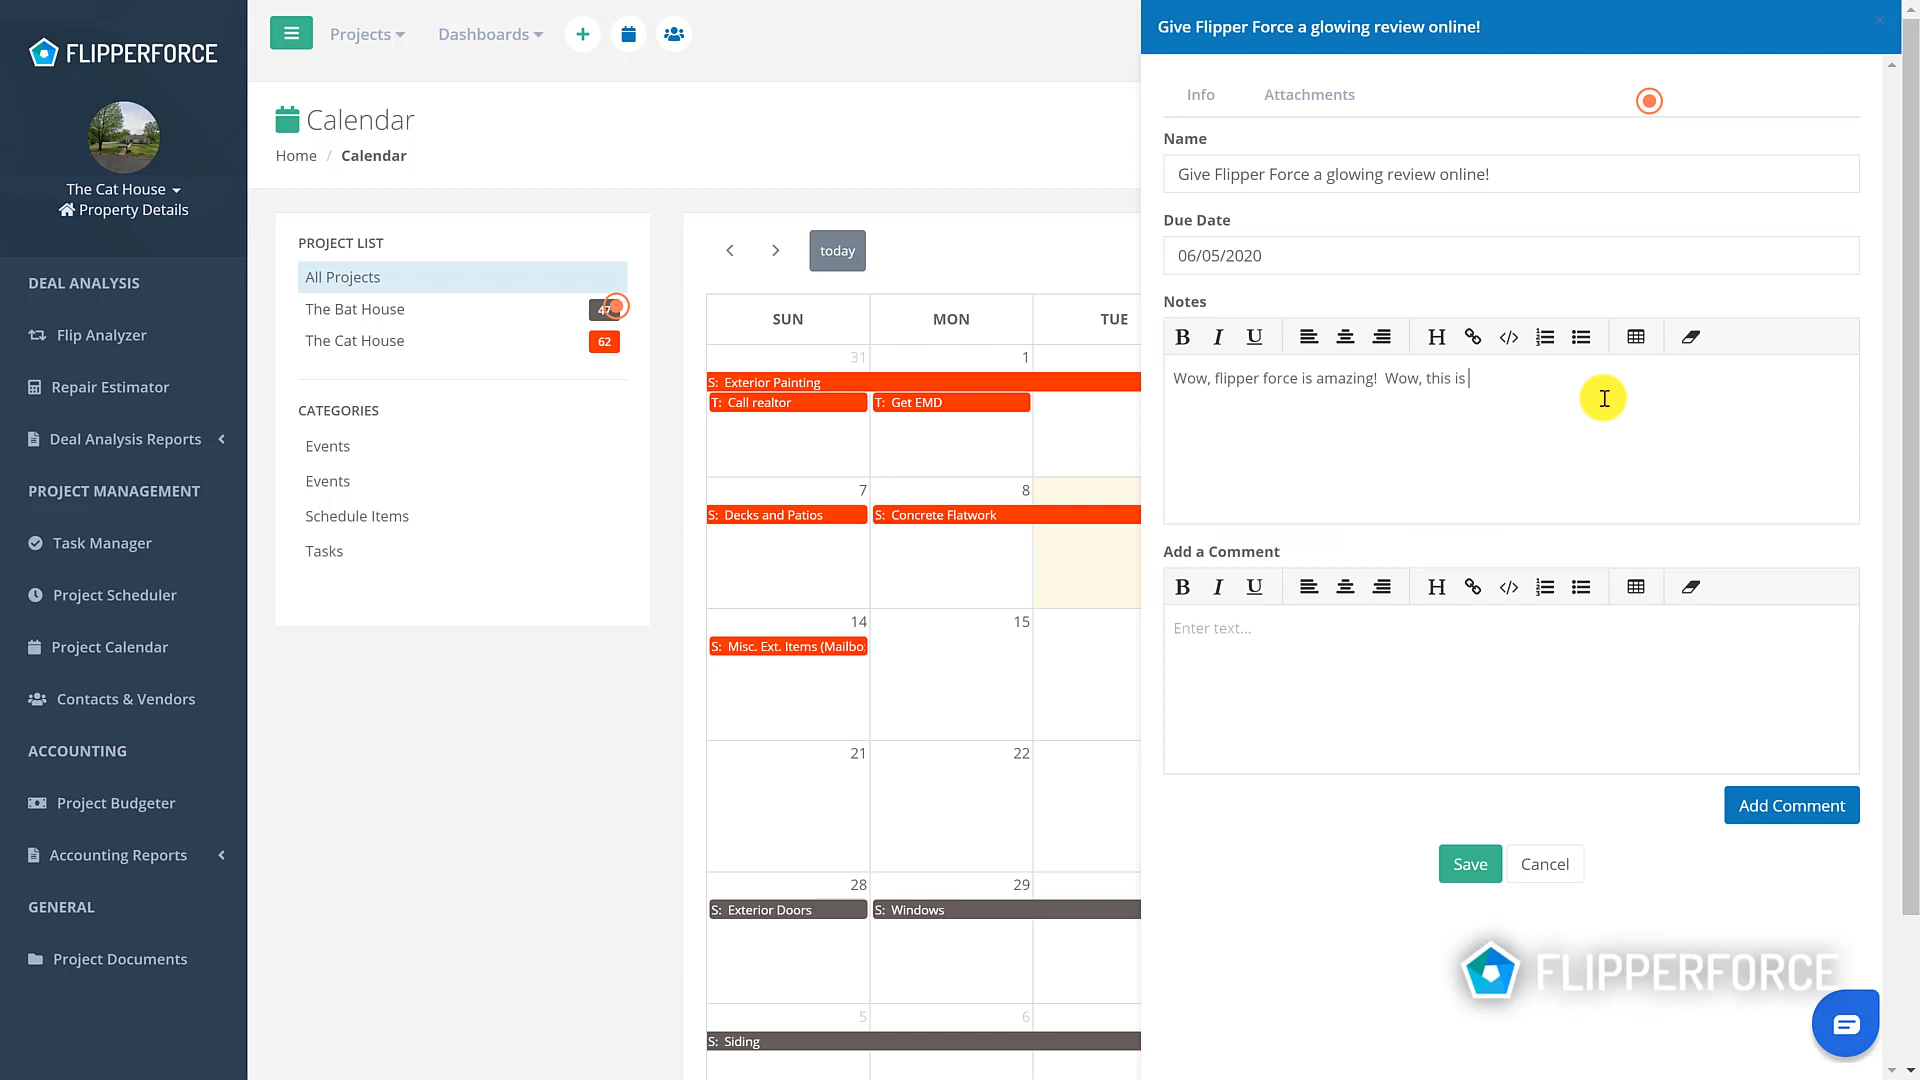 FLIPPERFORCE
The Cat House
Property Details
DEAL ANALYSIS
Flip Analyzer
Repair Estimator
Deal Analysis Reports
PROJECT MANAGEMENT
Task Manager
Project Scheduler
Project Calendar
Contacts & Vendors
ACCOUNTING
Project Budgeter
Accounting Reports
GENERAL
Project Documents
Projects
Dashboards
Calendar
Home / Calendar
PROJECT LIST
All Projects
The Bat House
The Cat House 62
CATEGORIES
Events
Events
Schedule Items
Tasks
today
SUN MON TUE
31 1
S: Exterior Painting
T: Call realtor T: Get EMD
7 8
S: Decks and Patios S: Concrete Flatwork
14 15
S: Misc. Ext. Items (Mailbo
21 22
28 29
S: Exterior Doors S: Windows
5 6
S: Siding
Give Flipper Force a glowing review online!
Info Attachments
Name
Give Flipper Force a glowing review online!
Due Date
06/05/2020
Notes
B I U H
Wow, flipper force is amazing! Wow, this is
Add a Comment
B I U H
Enter text...
Add Comment
Save Cancel
FLIPPERFORCE